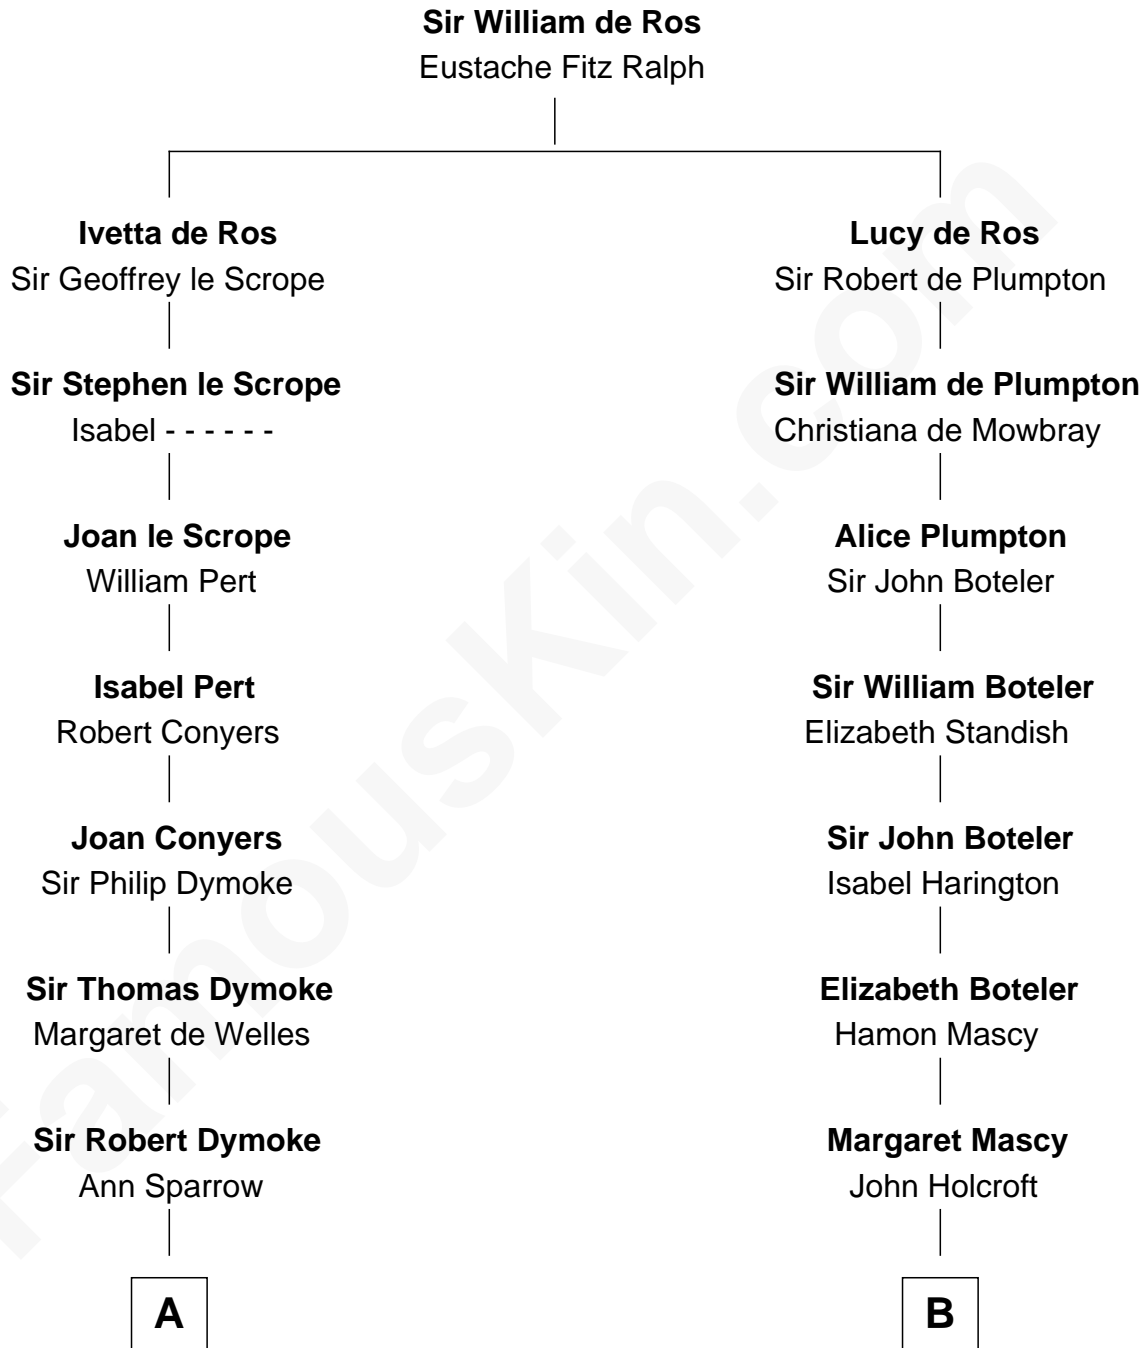 Sir William de Ros
Eustache Fitz Ralph
Ivetta de Ros
Sir Geoffrey le Scrope
Lucy de Ros
Sir Robert de Plumpton
Sir Stephen le Scrope
Isabel - - - - - -
Sir William de Plumpton
Christiana de Mowbray
Joan le Scrope
William Pert
Alice Plumpton
Sir John Boteler
Isabel Pert
Robert Conyers
Sir William Boteler
Elizabeth Standish
Joan Conyers
Sir Philip Dymoke
Sir John Boteler
Isabel Harington
Sir Thomas Dymoke
Margaret de Welles
Elizabeth Boteler
Hamon Mascy
Sir Robert Dymoke
Ann Sparrow
Margaret Mascy
John Holcroft
A
B
FamousKin.com